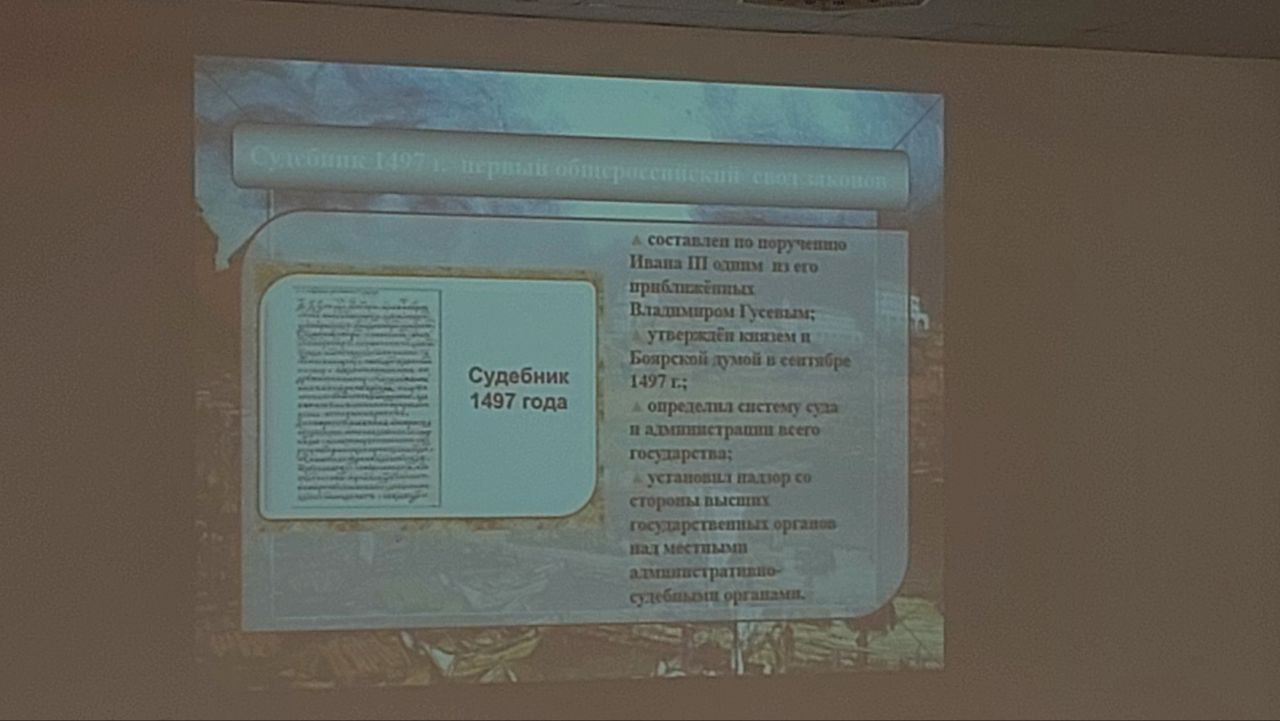 Судебник 1497 г. первый общероссийский свод законов
Судебник
1497 года
составлен по поручению
Ивана III одним из его
приближённых
Владимиром Гусевым;
утверждён князем и
Боярской думой в сентябре
1497 г.;
определил систему суда
и администрации всего
государства;
установил надзор со
стороны высших
государственных органов
над местными
административно-
судебными органами.